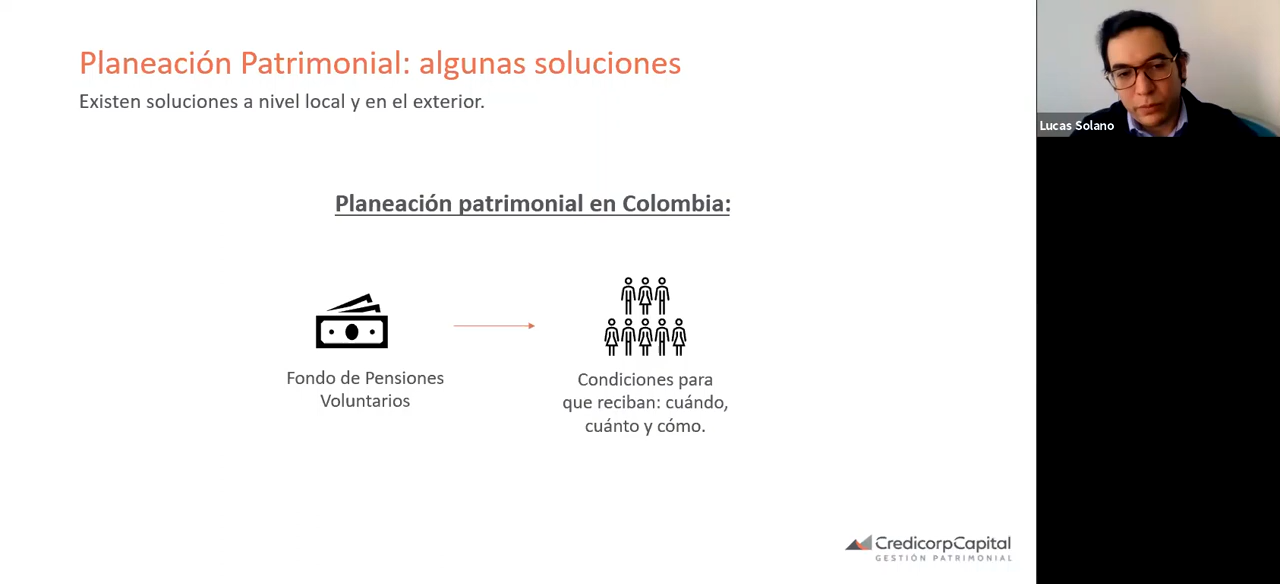 Planeación Patrimonial: algunas soluciones
Existen soluciones a nivel local y en el exterior.
Lucas Solano
Planeación patrimonial en Colombia:
Fondo de Pensiones
Voluntarios
Condiciones para
que reciban: cuándo,
cuánto y cómo.
CredicorpCapital
GESTIÓN PATRIMONIAL